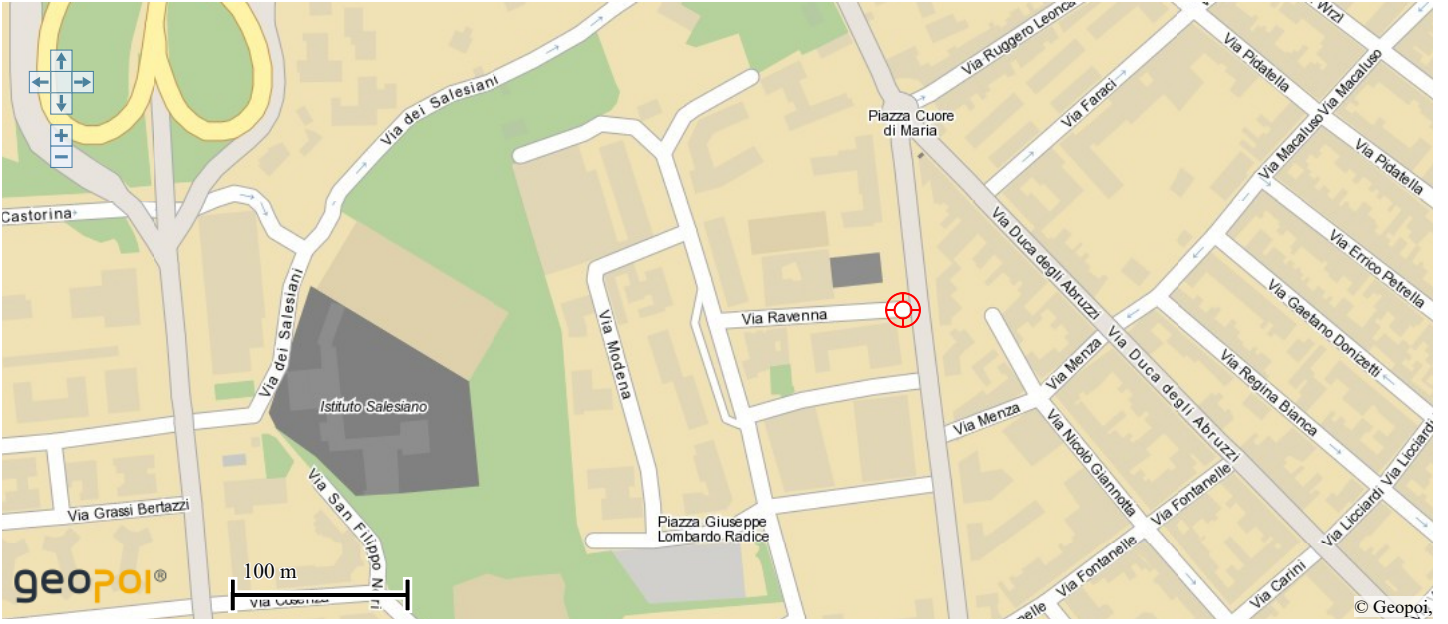 Via Ruggero Leonca
Wrzì
Via Pidatella
Via Macaluso
Via dei Salesiani
Via Faraci
Piazza Cuore
di Maria
Via Macaluso
Via Pidatella
Castorina
Via Duca degli Abruzzi
Via Errico Petrella
Via dei Salesiani
Via Gaetano Donizetti
Via Ravenna
Via Modena
Via Menza
Via Duca degli Abruzzi
Via Regina Bianca
Istituto Salesiano
Via Menza
Via Nicolò Giannotta
Via Licciardi
Via Fontanelle
Via San Filippo Neri
Via Grassi Bertazzi
Via Licciardi
Piazza Giuseppe
Lombardo Radice
Via Fontanelle
geopoi®
100 m
Via Cosenza
Via Carini
nelle
© Geopoi,